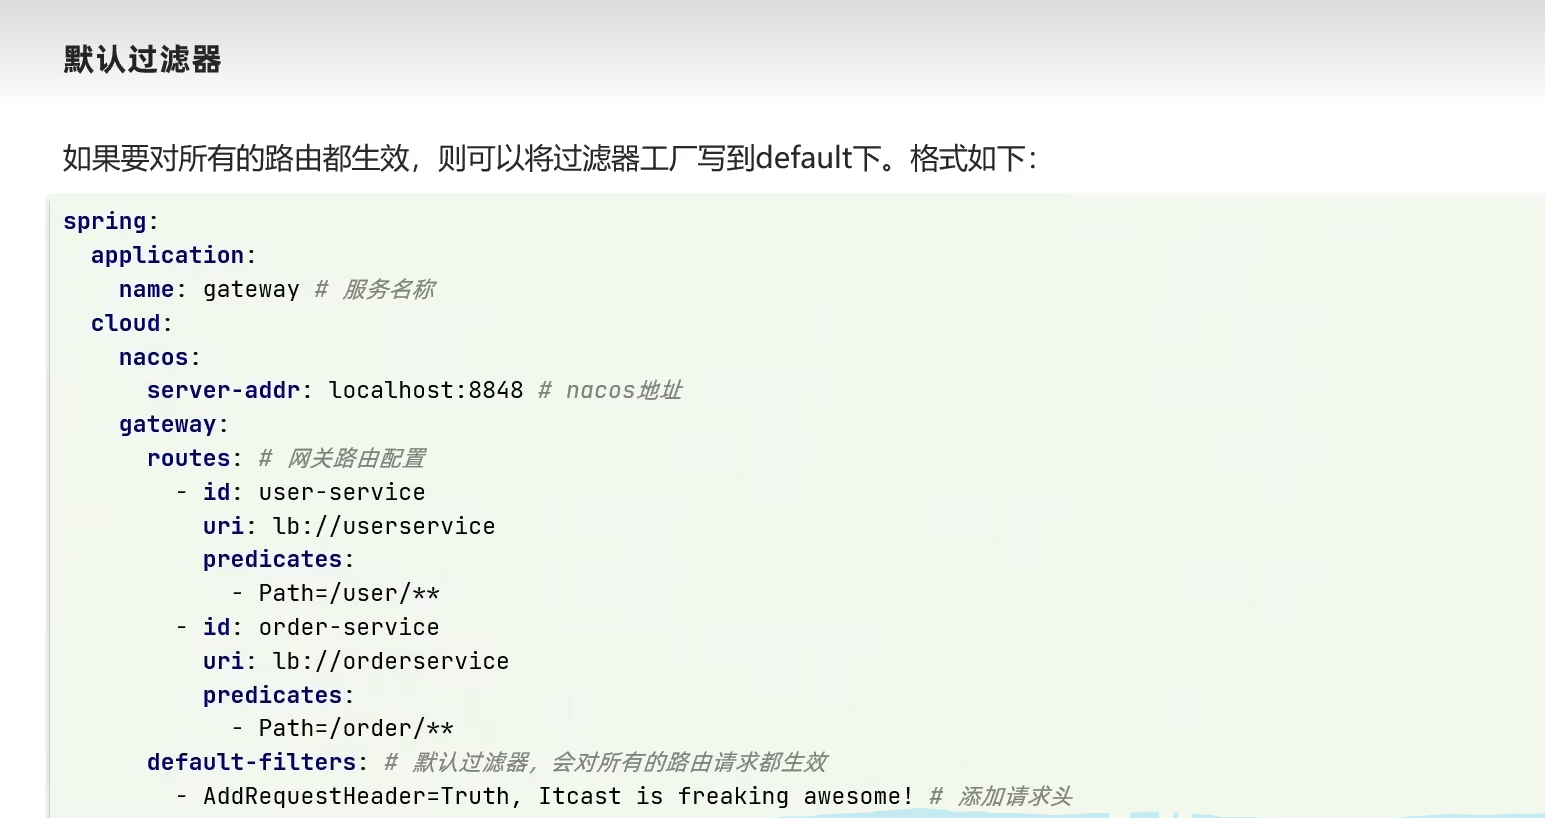 默认过滤器
如果要对所有的路由都生效，则可以将过滤器工厂写到default下。格式如下：
spring:
  application:
    name: gateway # 服务名称
  cloud:
    nacos:
      server-addr: localhost:8848 # nacos地址
    gateway:
      routes: # 网关路由配置
        - id: user-service
          uri: lb://userservice
          predicates:
            - Path=/user/**
        - id: order-service
          uri: lb://orderservice
          predicates:
            - Path=/order/**
      default-filters: # 默认过滤器，会对所有的路由请求都生效
        - AddRequestHeader=Truth, Itcast is freaking awesome! # 添加请求头